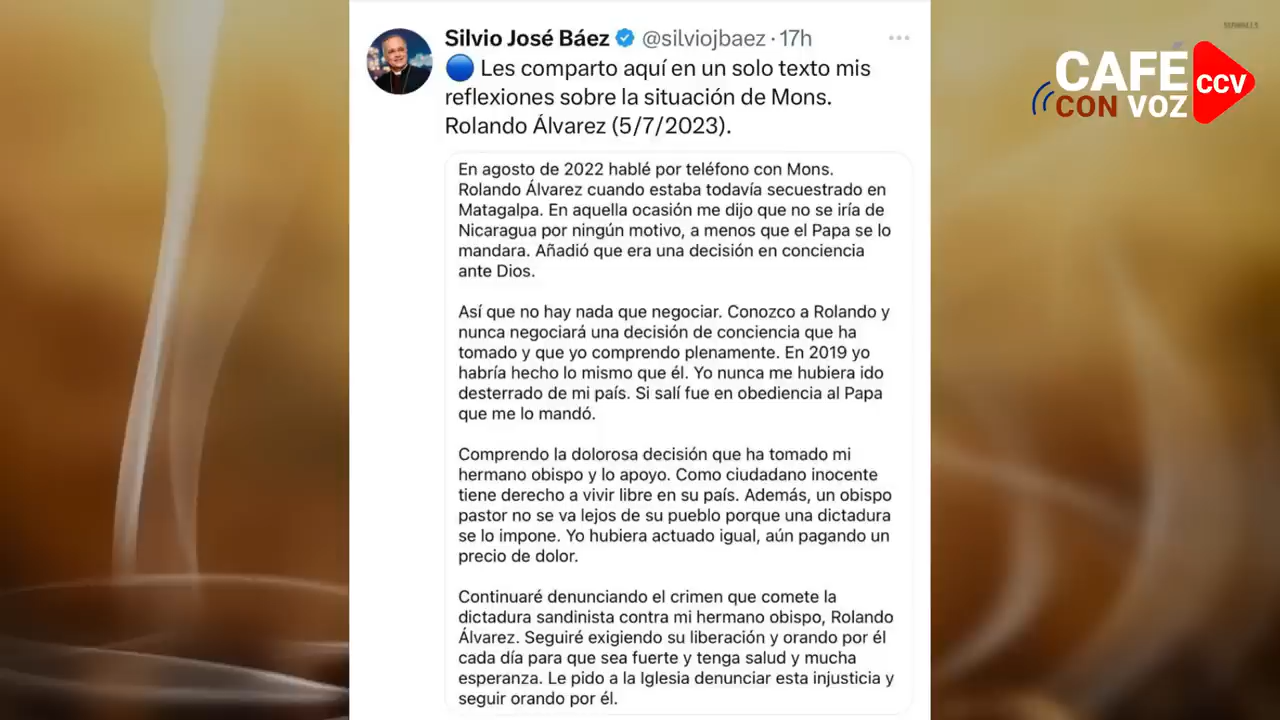 Silvio José Báez @silviojbaez · 17h
🔵 Les comparto aquí en un solo texto mis
reflexiones sobre la situación de Mons.
Rolando Álvarez (5/7/2023).
En agosto de 2022 hablé por teléfono con Mons.
Rolando Álvarez cuando estaba todavía secuestrado en
Matagalpa. En aquella ocasión me dijo que no se iría de
Nicaragua por ningún motivo, a menos que el Papa se lo
mandara. Añadió que era una decisión en conciencia
ante Dios.
Así que no hay nada que negociar. Conozco a Rolando y
nunca negociará una decisión de conciencia que ha
tomado y que yo comprendo plenamente. En 2019 yo
habría hecho lo mismo que él. Yo nunca me hubiera ido
desterrado de mi país. Si salí fue en obediencia al Papa
que me lo mandó.
Comprendo la dolorosa decisión que ha tomado mi
hermano obispo y lo apoyo. Como ciudadano inocente
tiene derecho a vivir libre en su país. Además, un obispo
pastor no se va lejos de su pueblo porque una dictadura
se lo impone. Yo hubiera actuado igual, aún pagando un
precio de dolor.
Continuaré denunciando el crimen que comete la
dictadura sandinista contra mi hermano obispo, Rolando
Álvarez. Seguiré exigiendo su liberación y orando por él
cada día para que sea fuerte y tenga salud y mucha
esperanza. Le pido a la Iglesia denunciar esta injusticia y
seguir orando por él.
CAFÉ
CON VOZ
CCV